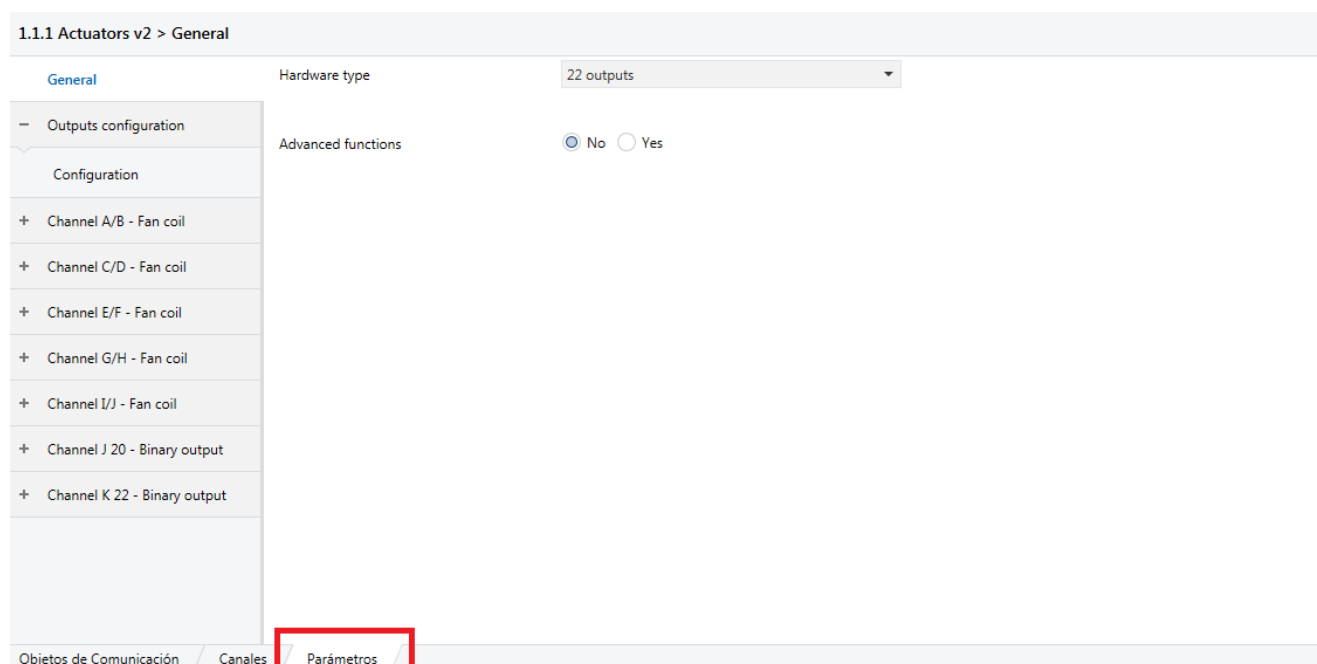 1.1.1 Actuators v2 > General
General
Hardware type
22 outputs
− Outputs configuration
Advanced functions
No
Yes
Configuration
+ Channel A/B - Fan coil
+ Channel C/D - Fan coil
+ Channel E/F - Fan coil
+ Channel G/H - Fan coil
+ Channel I/J - Fan coil
+ Channel J 20 - Binary output
+ Channel K 22 - Binary output
Objetos de Comunicación
Canales
Parámetros